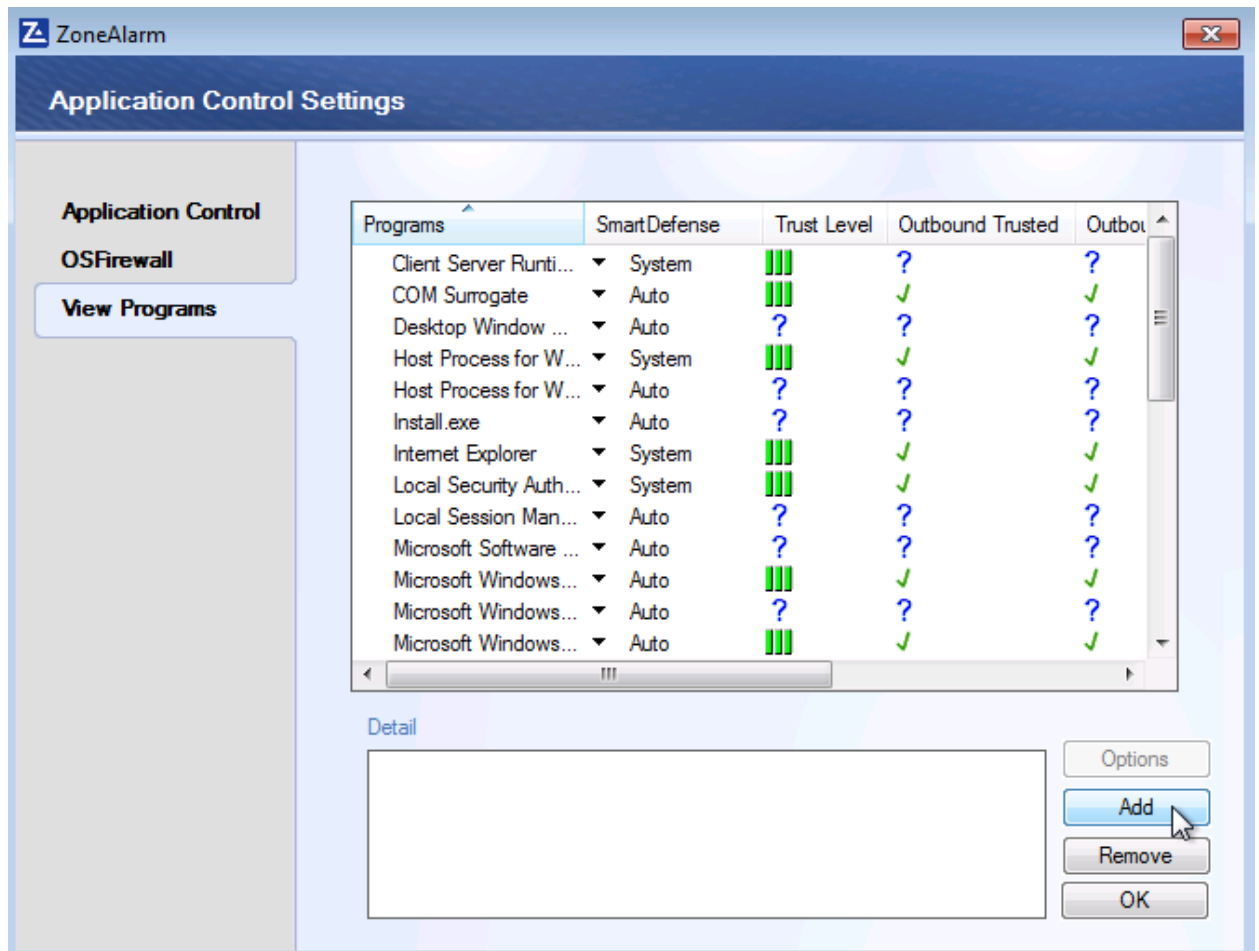 ZoneAlarm
Application Control Settings
Application Control
OSFirewall
View Programs
Programs SmartDefense Trust Level Outbound Trusted Outbou
Client Server Runti... System ? ?
COM Surrogate Auto
Desktop Window ... Auto ? ? ?
Host Process for W... System
Host Process for W... Auto ? ? ?
Install.exe Auto ? ? ?
Internet Explorer System
Local Security Auth... System
Local Session Man... Auto ? ? ?
Microsoft Software ... Auto ? ? ?
Microsoft Windows... Auto
Microsoft Windows... Auto ? ? ?
Microsoft Windows... Auto
Detail
Options
Add
Remove
OK